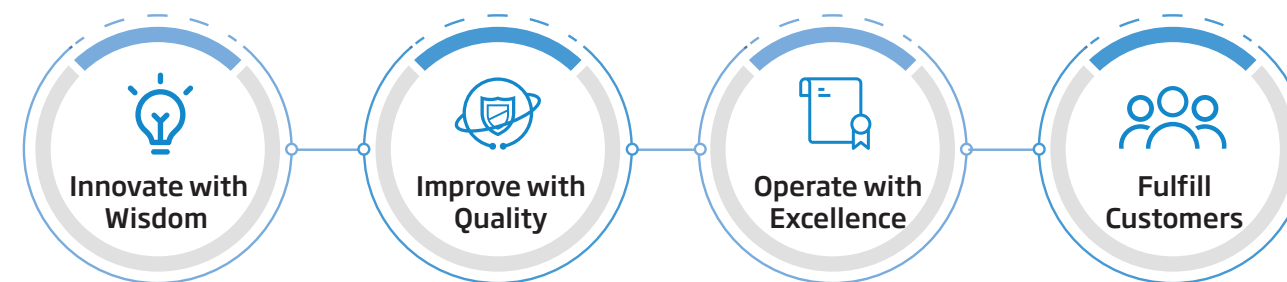 Innovate with
Wisdom
Improve with
Quality
Operate with
Excellence
Fulfill
Customers